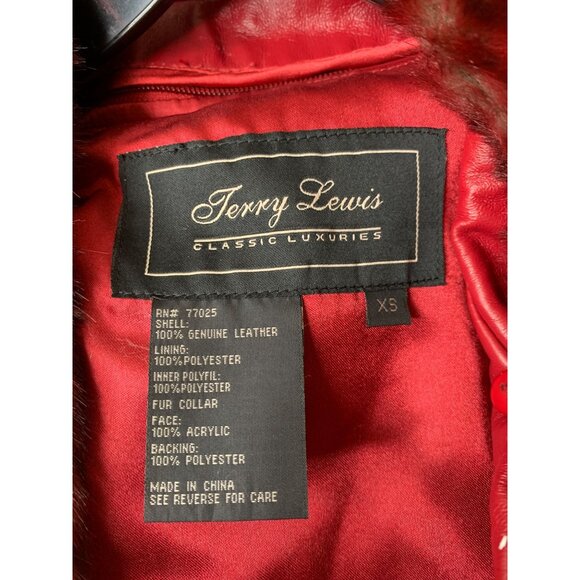 Terry Lewis
CLASSIC LUXURIES
XS
RN# 77025
SHELL:
100% GENUINE LEATHER
LINING:
100%POLYESTER
INNER POLYFIL:
100%POLYESTER
FUR COLLAR
FACE:
100% ACRYLIC
BACKING:
100% POLYESTER
MADE IN CHINA
SEE REVERSE FOR CARE